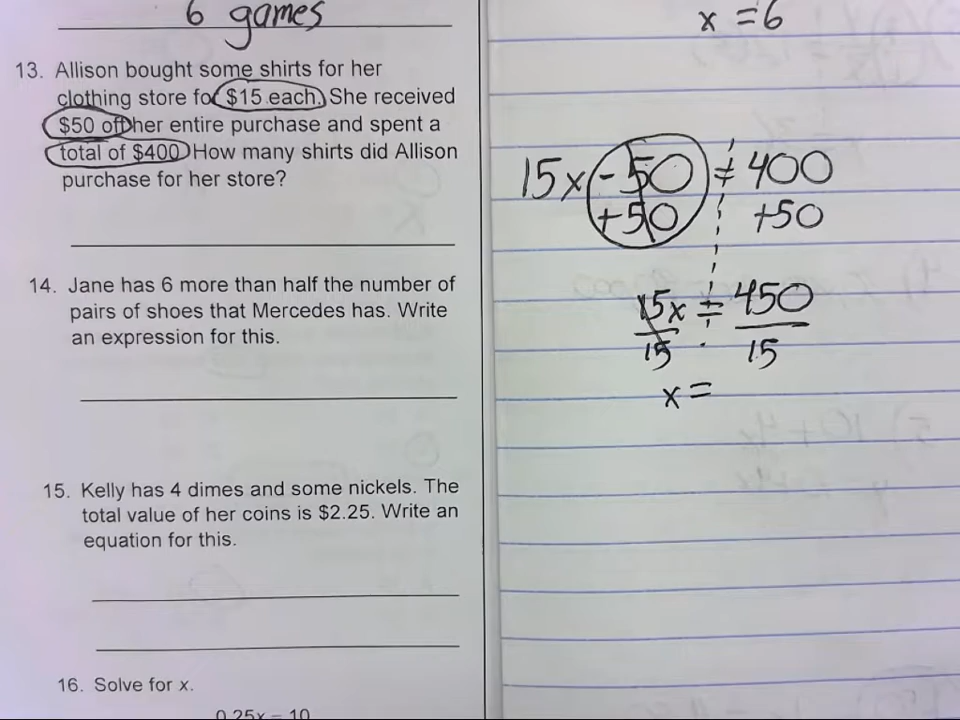 6 games
13. Allison bought some shirts for her
clothing store fo $15 each. She received
$50 off her entire purchase and spent a
total of $400. How many shirts did Allison
purchase for her store?
14. Jane has 6 more than half the number of
pairs of shoes that Mercedes has. Write
an expression for this.
15. Kelly has 4 dimes and some nickels. The
total value of her coins is $2.25. Write an
equation for this.
16. Solve for x.
0.25x − 10
x = 6
15x - 50 = 400
+50 +50
15x = 450
15 15
x =